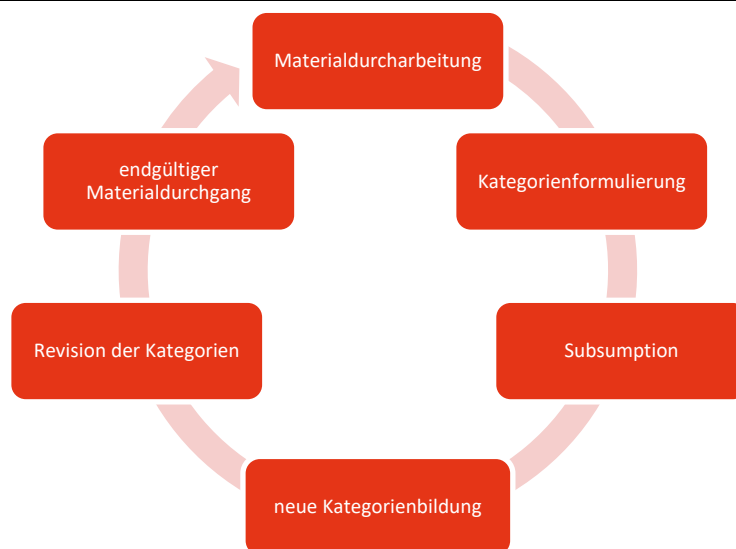 Materialdurcharbeitung
Kategorienformulierung
Subsumption
neue Kategorienbildung
Revision der Kategorien
endgültiger
Materialdurchgang